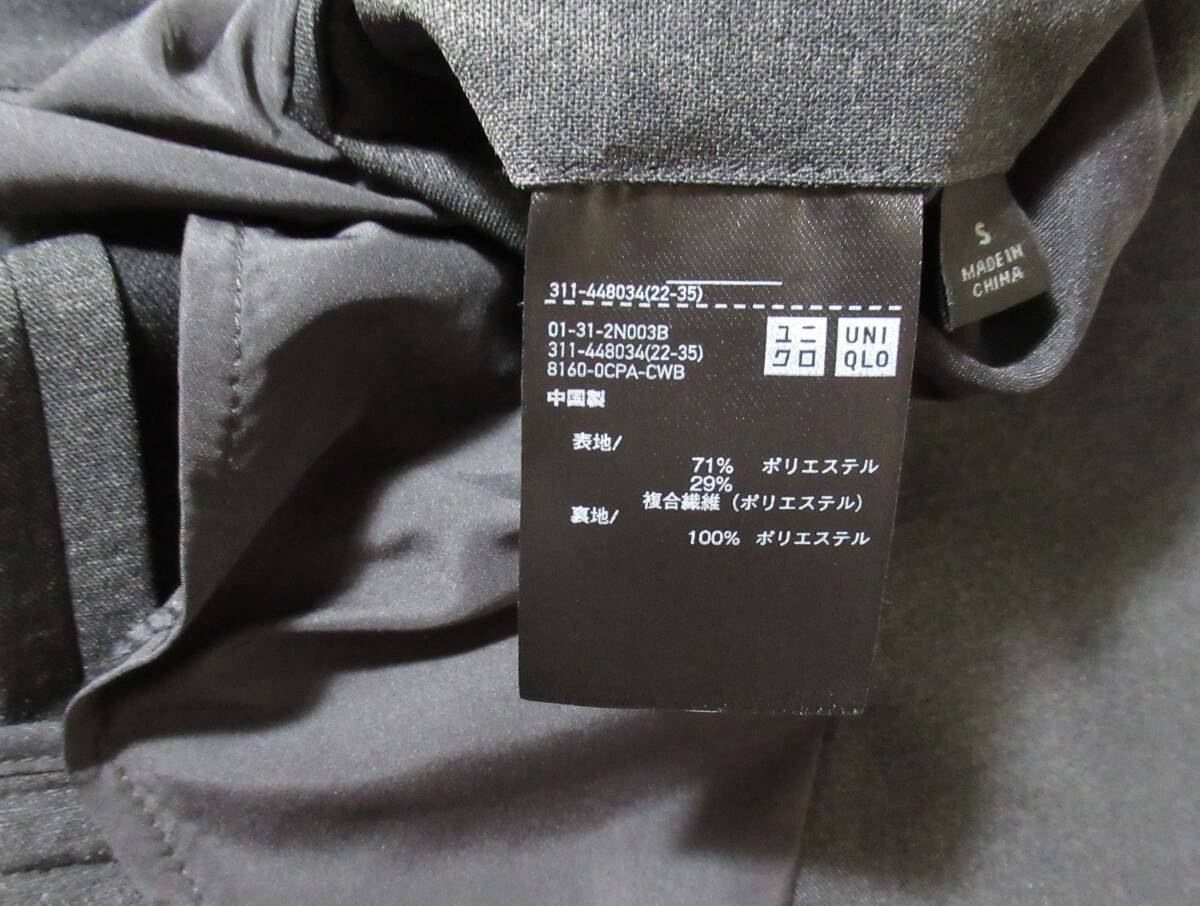 311-448034(22-35)
01-31-2N003B
311-448034(22-35)
8160-0CPA-CWB
中国製
ユニ
クロ
UNI
QLO
表地/
71% ポリエステル
29%
複合繊維(ポリエステル)
裏地/
100% ポリエステル
S
MADE IN
CHINA